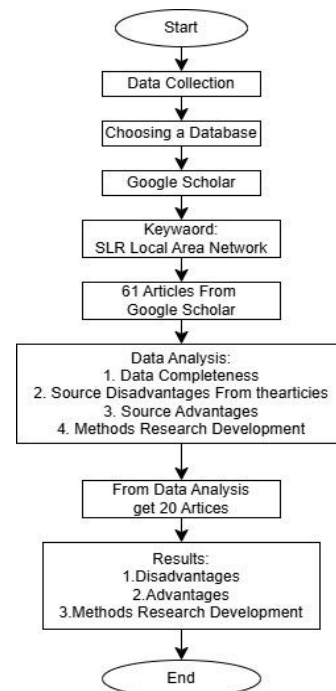 Start
Data Collection
Choosing a Database
Google Scholar
Keywaord:
SLR Local Area Network
61 Articles From
Google Scholar
Data Analysis:
1. Data Completeness
2. Source Disadvantages From thearticies
3. Source Advantages
4. Methods Research Development
From Data Analysis
get 20 Artices
Results:
1.Disadvantages
2.Advantages
3.Methods Research Development
End